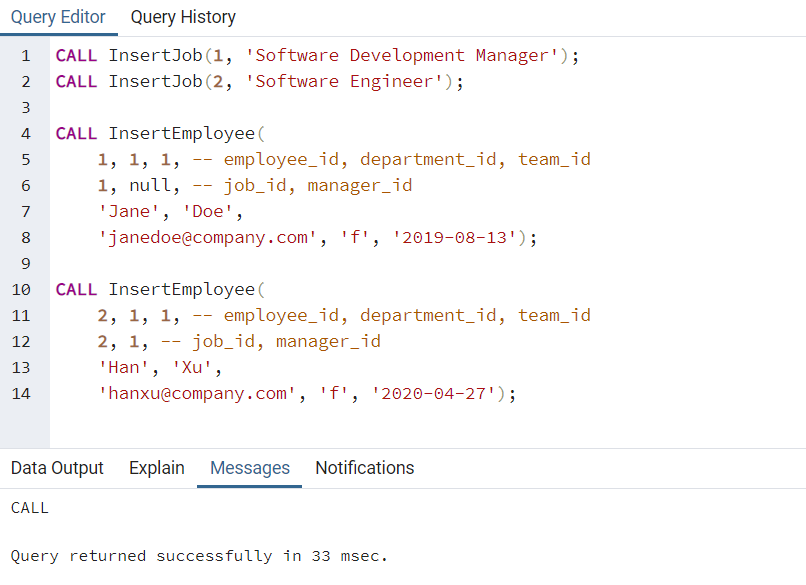 Query Editor Query History
1 CALL InsertJob(1, 'Software Development Manager');
2 CALL InsertJob(2, 'Software Engineer');
3
4 CALL InsertEmployee(
5 1, 1, 1, -- employee_id, department_id, team_id
6 1, null, -- job_id, manager_id
7 'Jane', 'Doe',
8 'janedoe@company.com', 'f', '2019-08-13');
9
10 CALL InsertEmployee(
11 2, 1, 1, -- employee_id, department_id, team_id
12 2, 1, -- job_id, manager_id
13 'Han', 'Xu',
14 'hanxu@company.com', 'f', '2020-04-27');
Data Output Explain Messages Notifications
CALL
Query returned successfully in 33 msec.